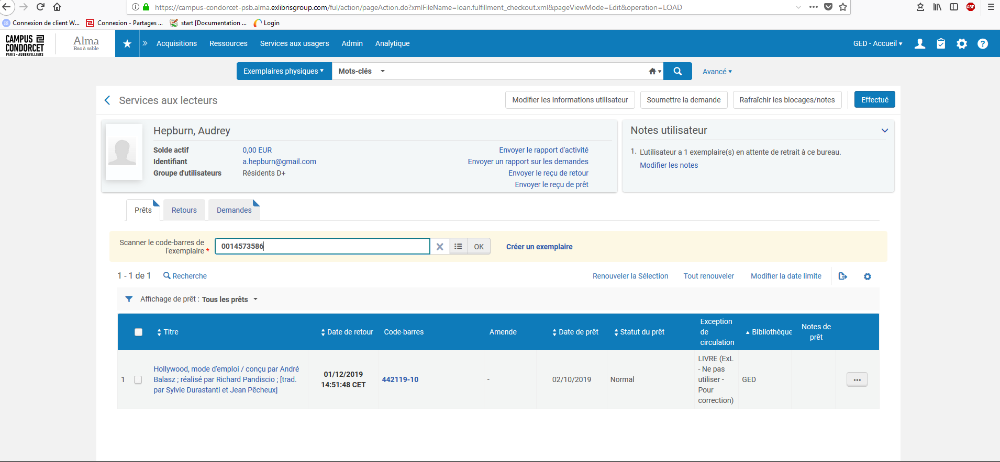 https://campus-condorcet-psb.alma.exlibrisgroup.com/ful/action/pageAction.do?xmlFileName=loan.fulfillment_checkout.xml&pageViewMode=Edit&operation=LOAD
ABP
Connexion de client W... Connexion - Partages ... start [Documentation ... Login
CAMPUS CONDORCET PARIS - AUBERVILLIERS
Alma
Bac à sable
Acquisitions Ressources Services aux usagers Admin Analytique
GED - Accueil
Exemplaires physiques Mots-clés Avancé
Services aux lecteurs
Modifier les informations utilisateur Soumettre la demande Rafraîchir les blocages/notes Effectué
Hepburn, Audrey
Solde actif 0,00 EUR Envoyer le rapport d'activité
Identifiant a.hepburn@gmail.com Envoyer un rapport sur les demandes
Groupe d'utilisateurs Résidents D+ Envoyer le reçu de retour
Envoyer le reçu de prêt
Notes utilisateur
1. L'utilisateur a 1 exemplaire(s) en attente de retrait à ce bureau.
Modifier les notes
Prêts Retours Demandes
Scanner le code-barres de
l'exemplaire *
0014573586
OK
Créer un exemplaire
1 - 1 de 1 Recherche
Renouveler la Sélection Tout renouveler Modifier la date limite
Affichage de prêt : Tous les prêts
Titre Date de retour Code-barres Amende Date de prêt Statut du prêt
Exception
de
circulation
Bibliothèque
Notes de
prêt
1
Hollywood, mode d'emploi / conçu par André
Balasz ; réalisé par Richard Pandiscio ; [trad.
par Sylvie Durastanti et Jean Pêcheux]
01/12/2019
14:51:48 CET
442119-10
-
02/10/2019
Normal
LIVRE (ExL
- Ne pas
utiliser -
Pour
correction)
GED